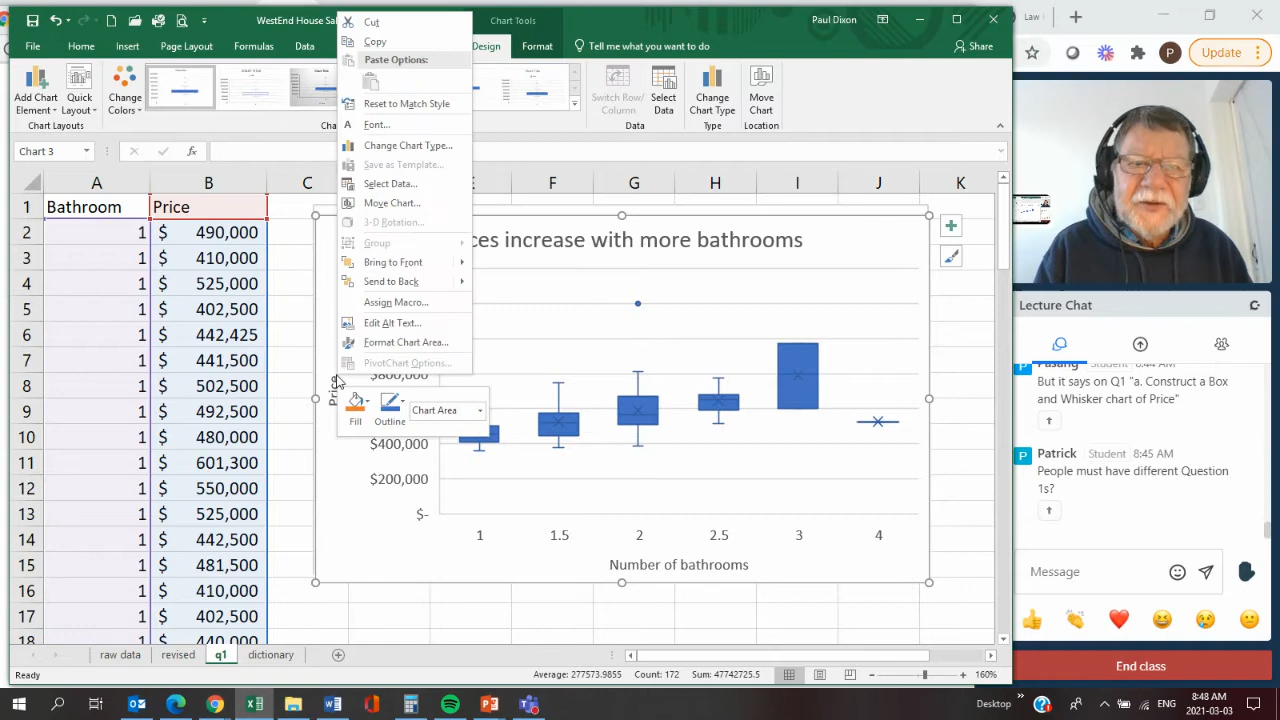 WestEnd House Sa
Chart Tools
Paul Dixon
Law
File
Home
Insert
Page Layout
Formulas
Data
Design
Format
Tell me what you want to do
Share
P
Update
Add Chart
Element
Quick
Layout
Change
Colors
Switch Row/
Column
Select
Data
Change
Chart Type
Move
Chart
Chart Layouts
Data
Type
Location
Cut
Copy
Paste Options:
Reset to Match Style
A Font...
Change Chart Type...
Save as Template...
Select Data...
Move Chart...
3-D Rotation...
Group
Bring to Front
Send to Back
Assign Macro...
Edit Alt Text...
Format Chart Area...
PivotChart Options...
Fill
Outline
Chart Area
Chart 3
fx
A B C F G H I J K
1 Bathroom Price
2 1 $ 490,000
3 1 $ 410,000
4 1 $ 525,000
5 1 $ 402,500
6 1 $ 442,425
7 1 $ 441,500
8 1 $ 502,500
9 1 $ 492,500
10 1 $ 480,000
11 1 $ 601,300
12 1 $ 550,000
13 1 $ 525,000
14 1 $ 442,500
15 1 $ 481,500
16 1 $ 410,000
17 1 $ 402,500
18 1 $ 440,000
ces increase with more bathrooms
$800,000
$400,000
$200,000
$-
1 1.5 2 2.5 3 4
Number of bathrooms
raw data
revised
q1
dictionary
Ready
Average: 277573.9855
Count: 172
Sum: 47742725.5
160%
Lecture Chat
Pasang Student 8:44 AM
But it says on Q1 "a. Construct a Box
and Whisker chart of Price"
P
Patrick Student 8:45 AM
People must have different Question
1s?
Message
End class
Desktop
ENG
8:48 AM
2021-03-03